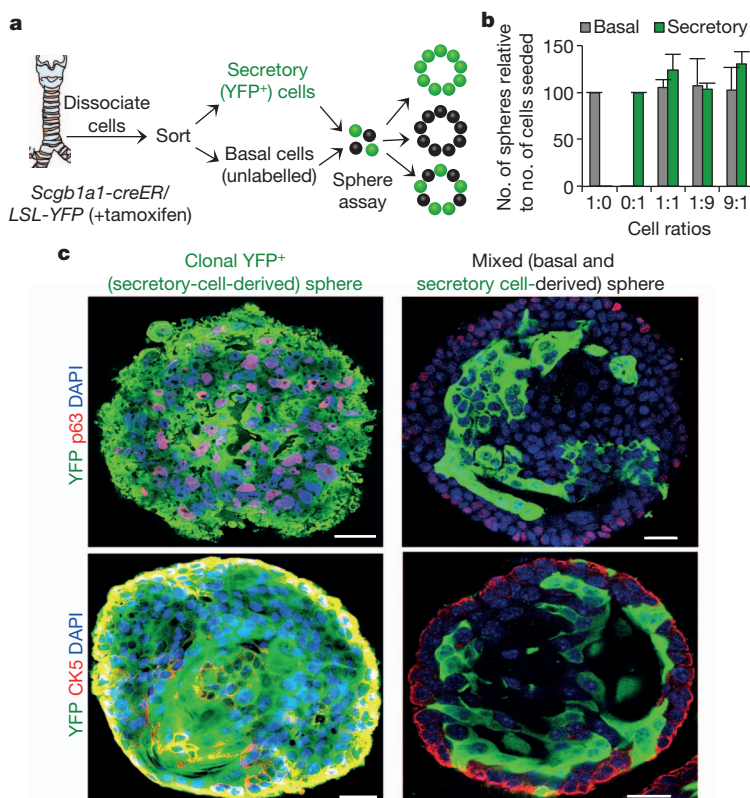 a
Dissociate
cells
Scgb1a1-creER/
LSL-YFP (+tamoxifen)
Sort
Secretory
(YFP⁺) cells
Basal cells
(unlabelled)
Sphere
assay
b
Basal Secretory
No. of spheres relative
to no. of cells seeded
150
100
50
0
1:0 0:1 1:1 1:9 9:1
Cell ratios
c
Clonal YFP⁺
(secretory-cell-derived) sphere
Mixed (basal and
secretory cell-derived) sphere
YFP p63 DAPI
YFP CK5 DAPI